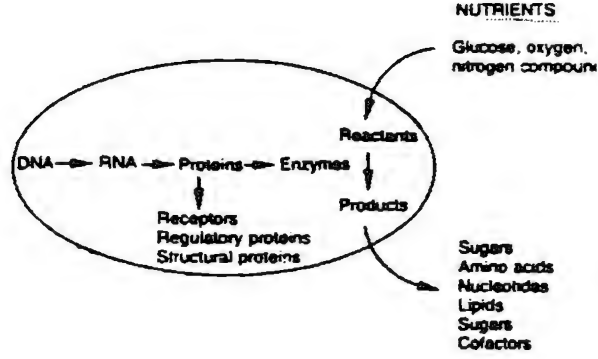 NUTRIENTS
Glucose, oxygen,
nitrogen compound
Reactants
DNA → RNA → Proteins → Enzymes
Products
Receptors
Regulatory proteins
Structural proteins
Sugars
Amino acids
Nucleotides
Lipids
Sugars
Cofactors